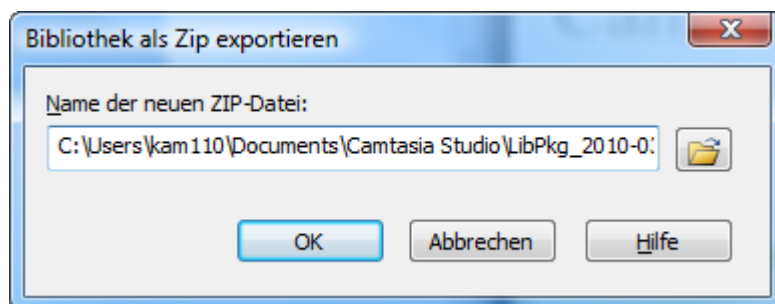 Bibliothek als Zip exportieren
Name der neuen ZIP-Datei:
C:\Users\kam110\Documents\Camtasia Studio\LibPkg_2010-0
OK Abbrechen Hilfe